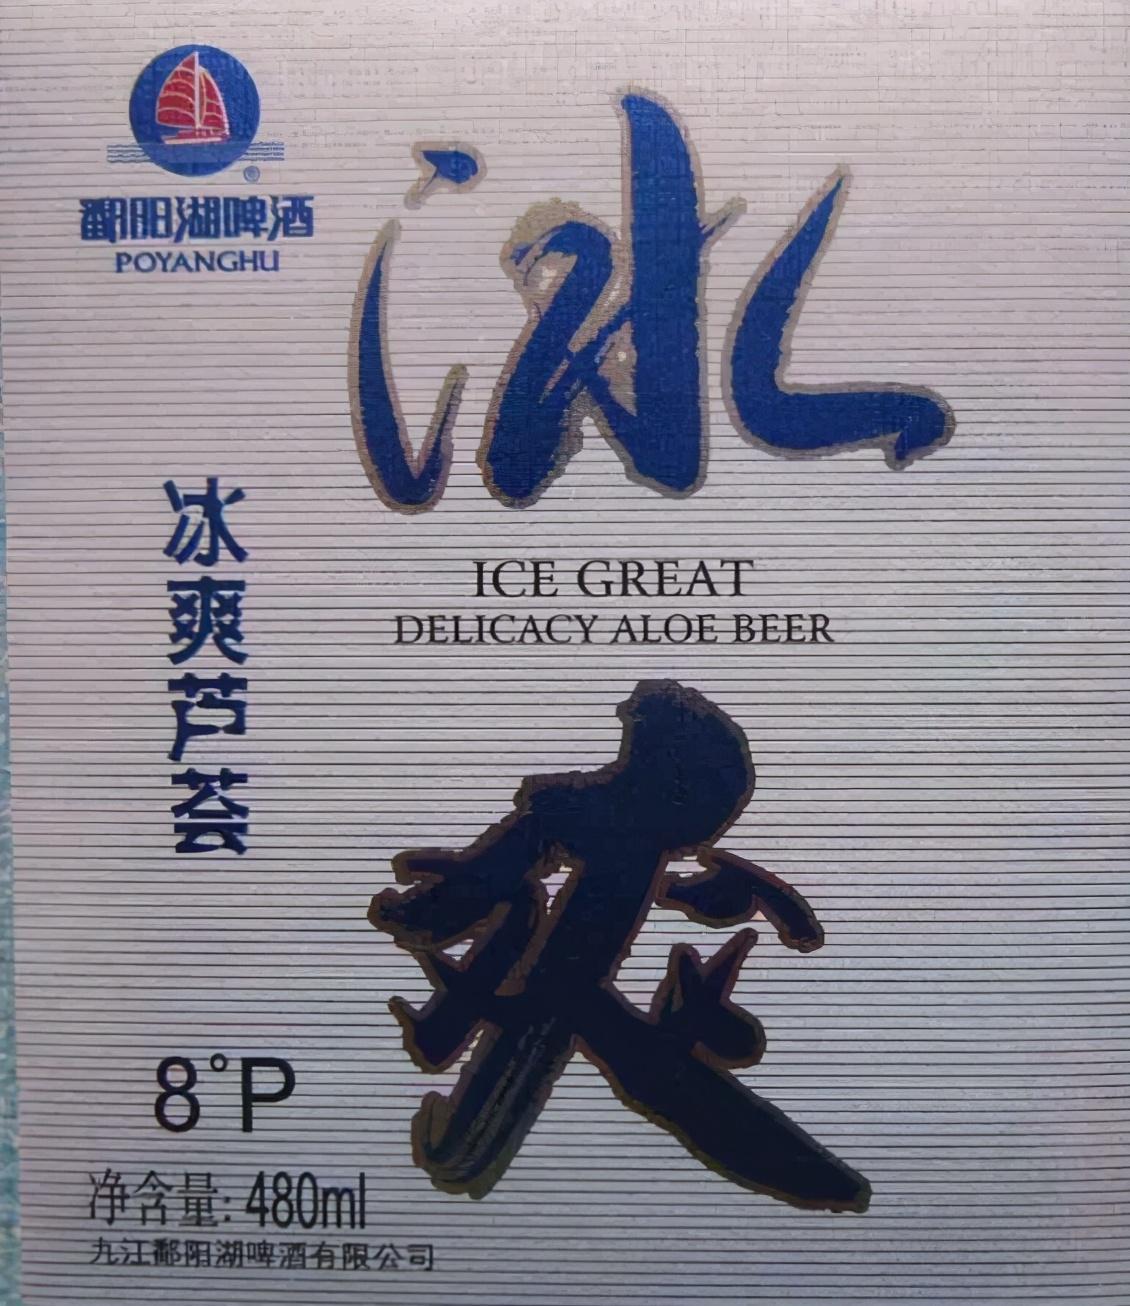 ®
鄱阳湖啤酒
POYANGHU
冰
ICE GREAT
DELICACY ALOE BEER
爽
冰爽芦荟
8°P
净含量: 480ml
九江鄱阳湖啤酒有限公司